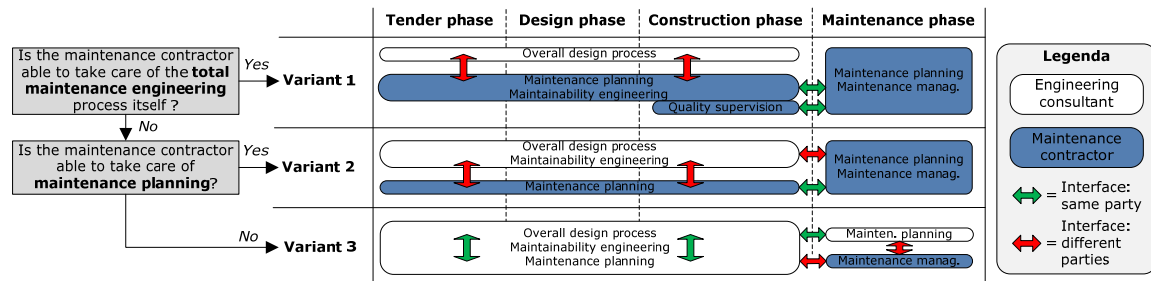 Tender phase
Design phase
Construction phase
Maintenance phase
Is the maintenance contractor
able to take care of the total
maintenance engineering
process itself ?
Yes
Variant 1
Overall design process
Maintenance planning
Maintainability engineering
Quality supervision
Maintenance planning
Maintenance manag.
No
Is the maintenance contractor
able to take care of
maintenance planning?
Yes
Variant 2
Overall design process
Maintainability engineering
Maintenance planning
Maintenance planning
Maintenance manag.
No
Variant 3
Overall design process
Maintainability engineering
Maintenance planning
Mainten. planning
Maintenance manag.
Legenda
Engineering
consultant
Maintenance
contractor
= Interface:
same party
Interface:
= different
parties